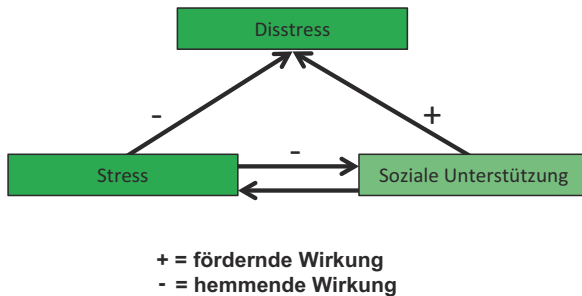 Disstress
-
+
-
Stress
Soziale Unterstützung
+ = fördernde Wirkung
- = hemmende Wirkung